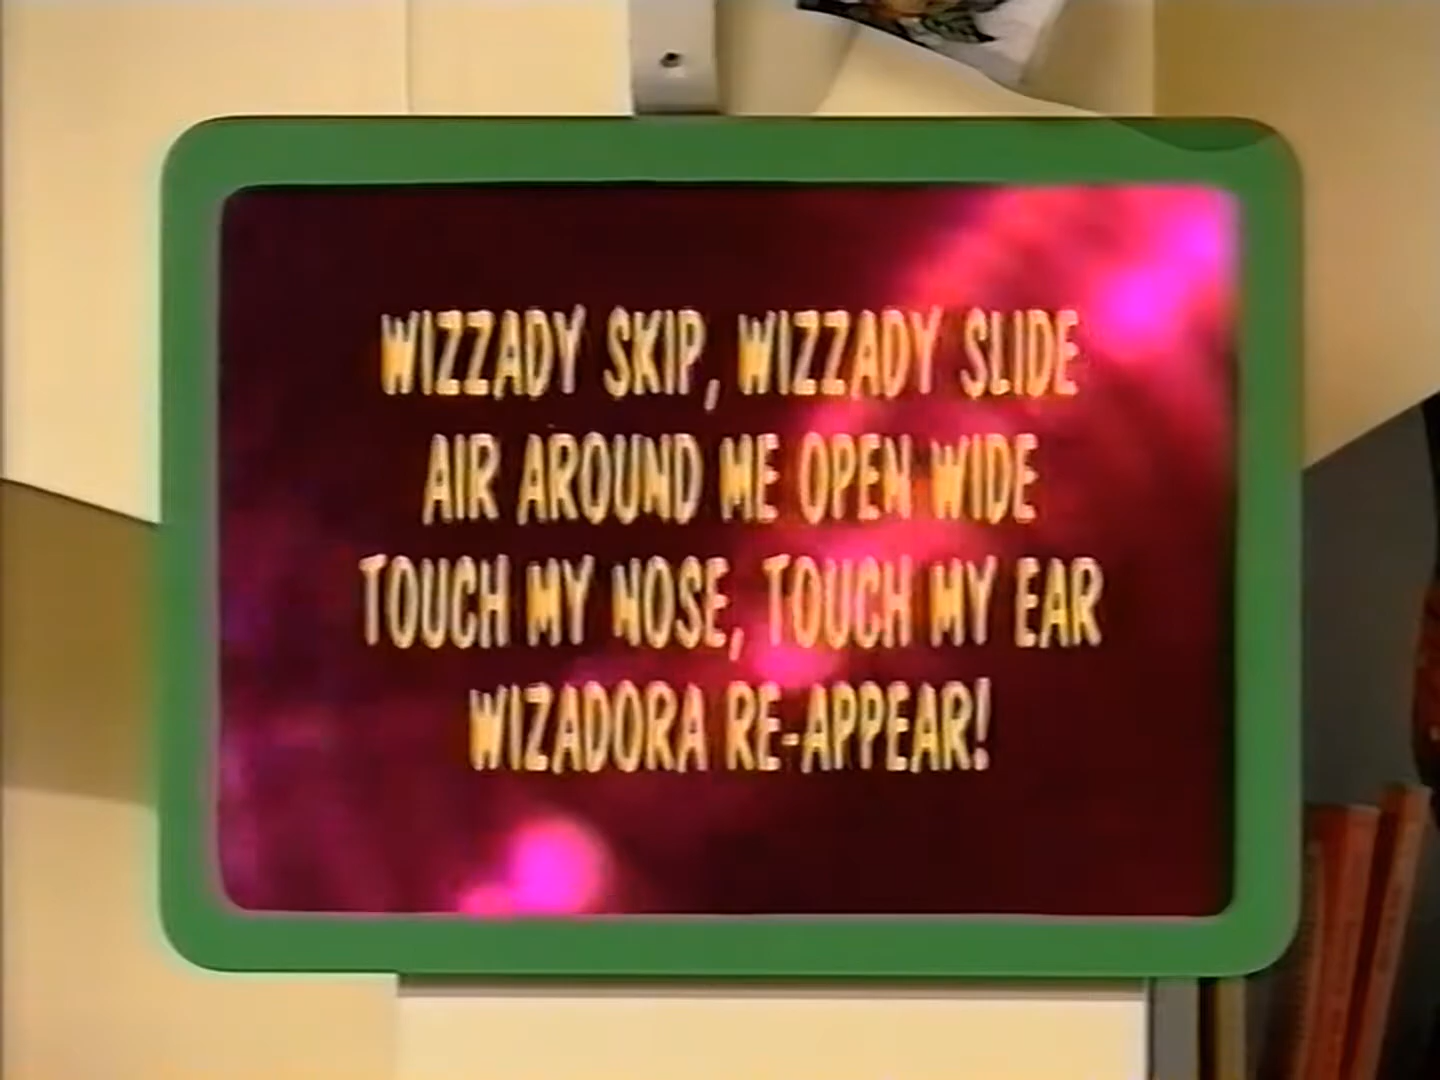 WIZZADY SKIP, WIZZADY SLIDE
AIR AROUND ME OPEN WIDE
TOUCH MY NOSE, TOUCH MY EAR
WIZADORA RE-APPEAR!